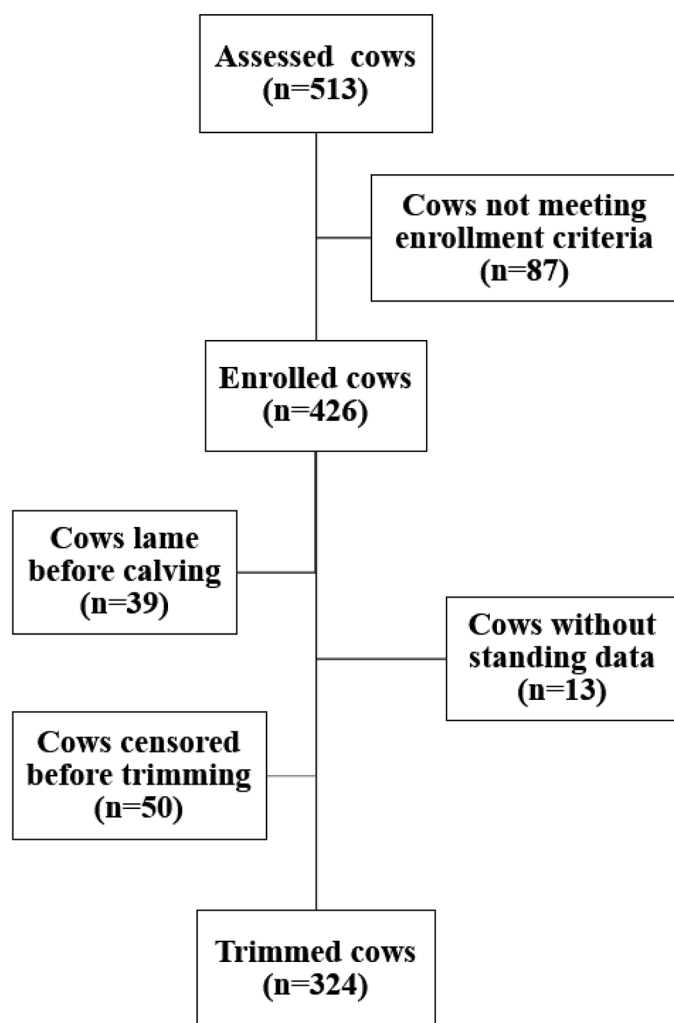 Assessed cows
(n=513)
Cows not meeting
enrollment criteria
(n=87)
Enrolled cows
(n=426)
Cows lame
before calving
(n=39)
Cows without
standing data
(n=13)
Cows censored
before trimming
(n=50)
Trimmed cows
(n=324)